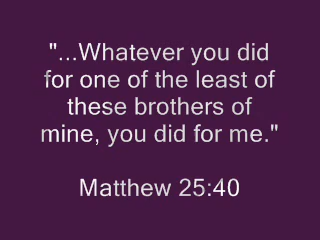 "...Whatever you did
for one of the least of
these brothers of
mine, you did for me."
Matthew 25:40